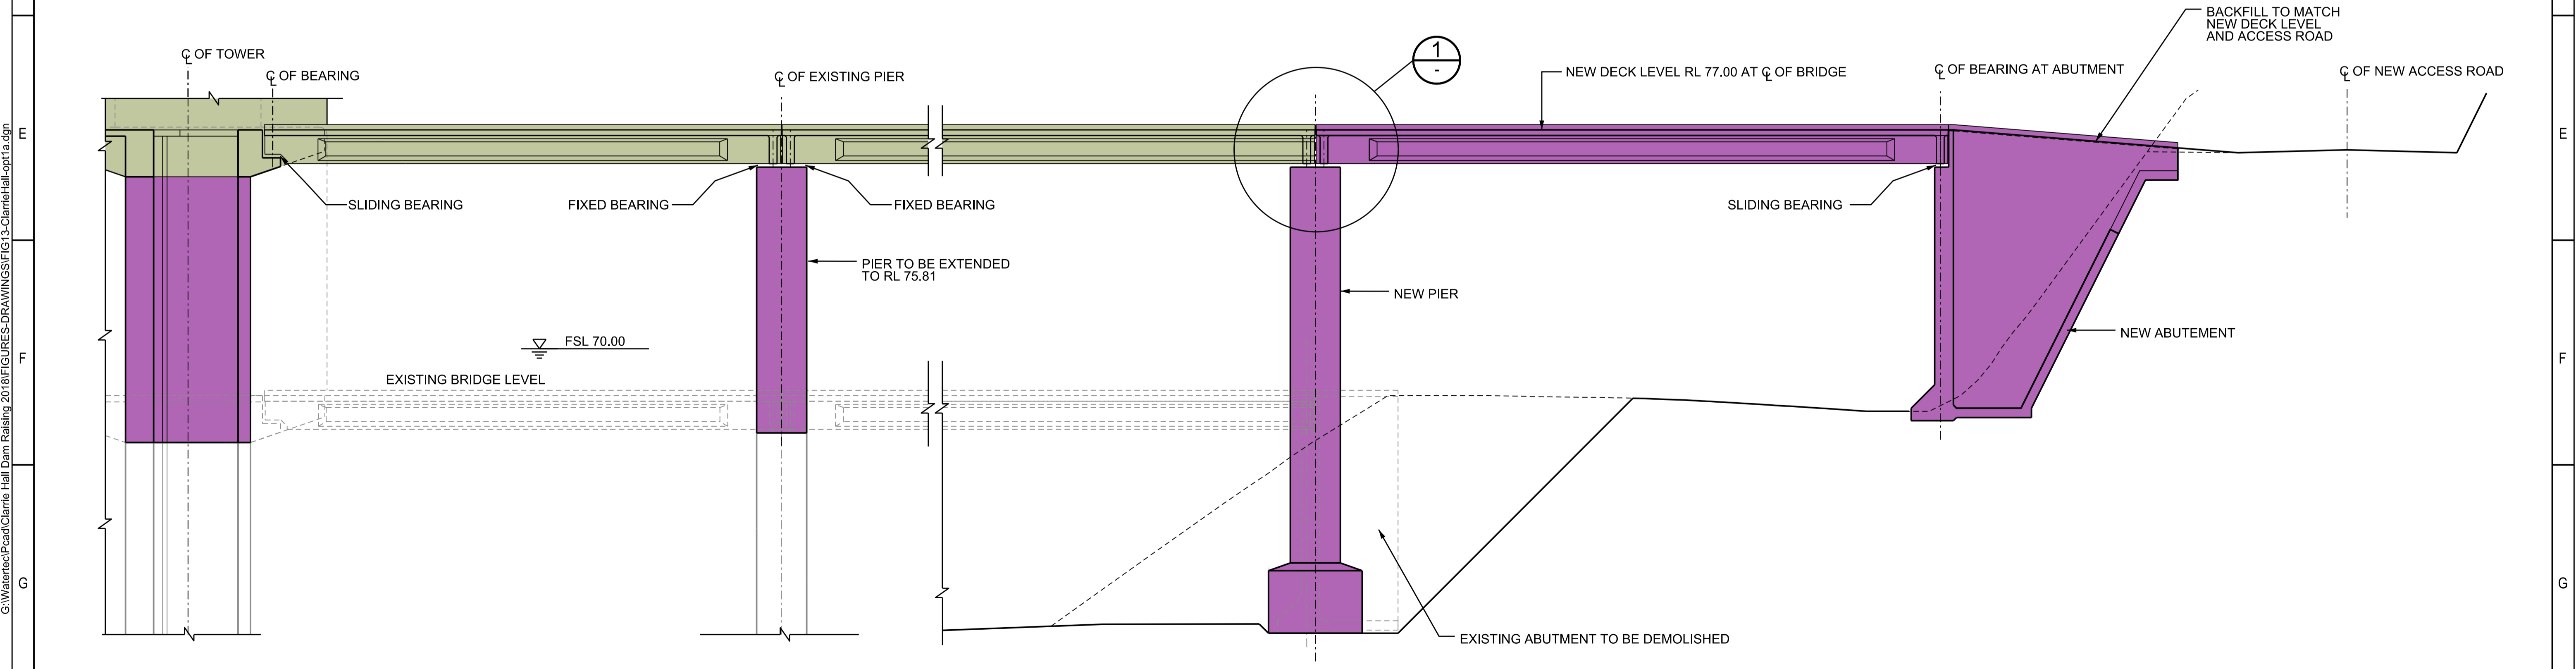 BACKFILL TO MATCH
NEW DECK LEVEL
AND ACCESS ROAD
℄ OF TOWER
℄ OF BEARING
℄ OF EXISTING PIER
1
-
NEW DECK LEVEL RL 77.00 AT ℄ OF BRIDGE
℄ OF BEARING AT ABUTMENT
℄ OF NEW ACCESS ROAD
E
E
SLIDING BEARING
FIXED BEARING
FIXED BEARING
SLIDING BEARING
PIER TO BE EXTENDED
TO RL 75.81
NEW PIER
NEW ABUTEMENT
FSL 70.00
F
F
EXISTING BRIDGE LEVEL
G
G
EXISTING ABUTMENT TO BE DEMOLISHED
G:\Watertec\Pcad\Clarrie Hall Dam Raising 2018\FIGURES-DRAWINGS\FIG13-ClarrieHall-opt1a.dgn